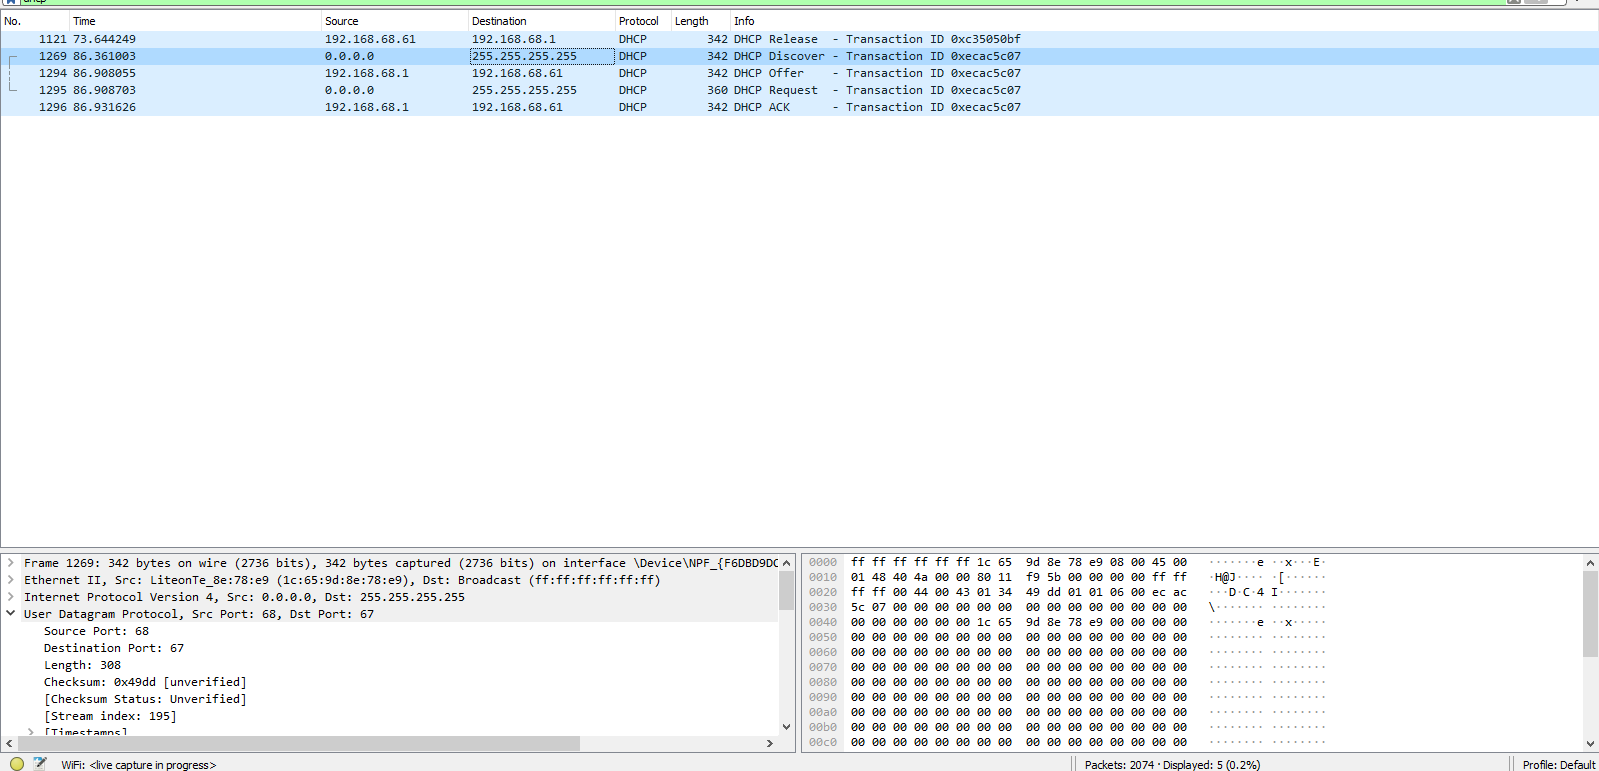 No. Time Source Destination Protocol Length Info
1121 73.644249 192.168.68.61 192.168.68.1 DHCP 342 DHCP Release - Transaction ID 0xc35050bf
1269 86.361003 0.0.0.0 255.255.255.255 DHCP 342 DHCP Discover - Transaction ID 0xecac5c07
1294 86.908055 192.168.68.1 192.168.68.61 DHCP 342 DHCP Offer - Transaction ID 0xecac5c07
1295 86.908703 0.0.0.0 255.255.255.255 DHCP 360 DHCP Request - Transaction ID 0xecac5c07
1296 86.931626 192.168.68.1 192.168.68.61 DHCP 342 DHCP ACK - Transaction ID 0xecac5c07
Frame 1269: 342 bytes on wire (2736 bits), 342 bytes captured (2736 bits) on interface \Device\NPF_{F6DBD9DC
Ethernet II, Src: LiteonTe_8e:78:e9 (1c:65:9d:8e:78:e9), Dst: Broadcast (ff:ff:ff:ff:ff:ff)
Internet Protocol Version 4, Src: 0.0.0.0, Dst: 255.255.255.255
User Datagram Protocol, Src Port: 68, Dst Port: 67
Source Port: 68
Destination Port: 67
Length: 308
Checksum: 0x49dd [unverified]
[Checksum Status: Unverified]
[Stream index: 195]
[Timestamps]
0000 ff ff ff ff ff ff 1c 65 9d 8e 78 e9 08 00 45 00 ·······e ··x···E·
0010 01 48 40 4a 00 00 80 11 f9 5b 00 00 00 00 ff ff ·H@J···· ·[······
0020 ff ff 00 44 00 43 01 34 49 dd 01 01 06 00 ec ac ···D·C·4 I·······
0030 5c 07 00 00 00 00 00 00 00 00 00 00 00 00 00 00 \······· ········
0040 00 00 00 00 00 00 1c 65 9d 8e 78 e9 00 00 00 00 ·······e ··x·····
0050 00 00 00 00 00 00 00 00 00 00 00 00 00 00 00 00 ········ ········
0060 00 00 00 00 00 00 00 00 00 00 00 00 00 00 00 00 ········ ········
0070 00 00 00 00 00 00 00 00 00 00 00 00 00 00 00 00 ········ ········
0080 00 00 00 00 00 00 00 00 00 00 00 00 00 00 00 00 ········ ········
0090 00 00 00 00 00 00 00 00 00 00 00 00 00 00 00 00 ········ ········
00a0 00 00 00 00 00 00 00 00 00 00 00 00 00 00 00 00 ········ ········
00b0 00 00 00 00 00 00 00 00 00 00 00 00 00 00 00 00 ········ ········
00c0 00 00 00 00 00 00 00 00 00 00 00 00 00 00 00 00 ········ ········
WiFi: <live capture in progress>
Packets: 2074 · Displayed: 5 (0.2%)
Profile: Default